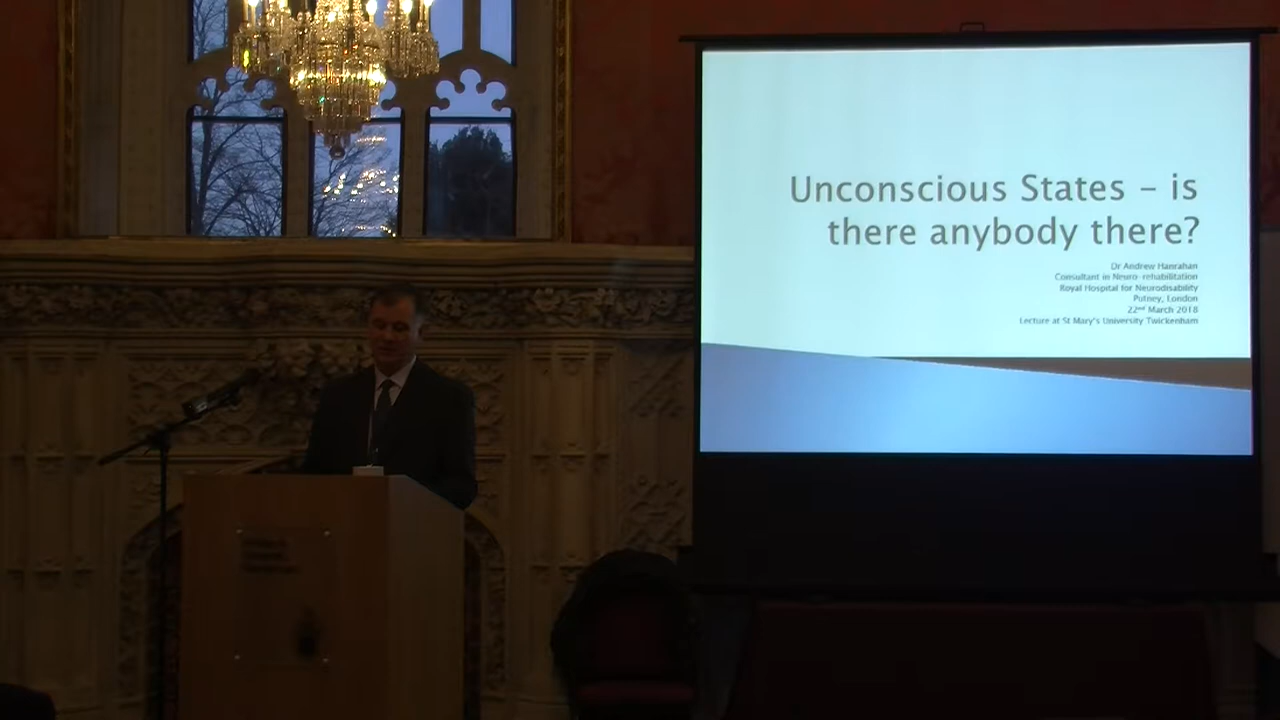 Unconscious States – is
there anybody there?
Dr Andrew Hanrahan
Consultant in Neuro-rehabilitation
Royal Hospital for Neurodisability
Putney, London
22nd March 2018
Lecture at St Mary's University Twickenham